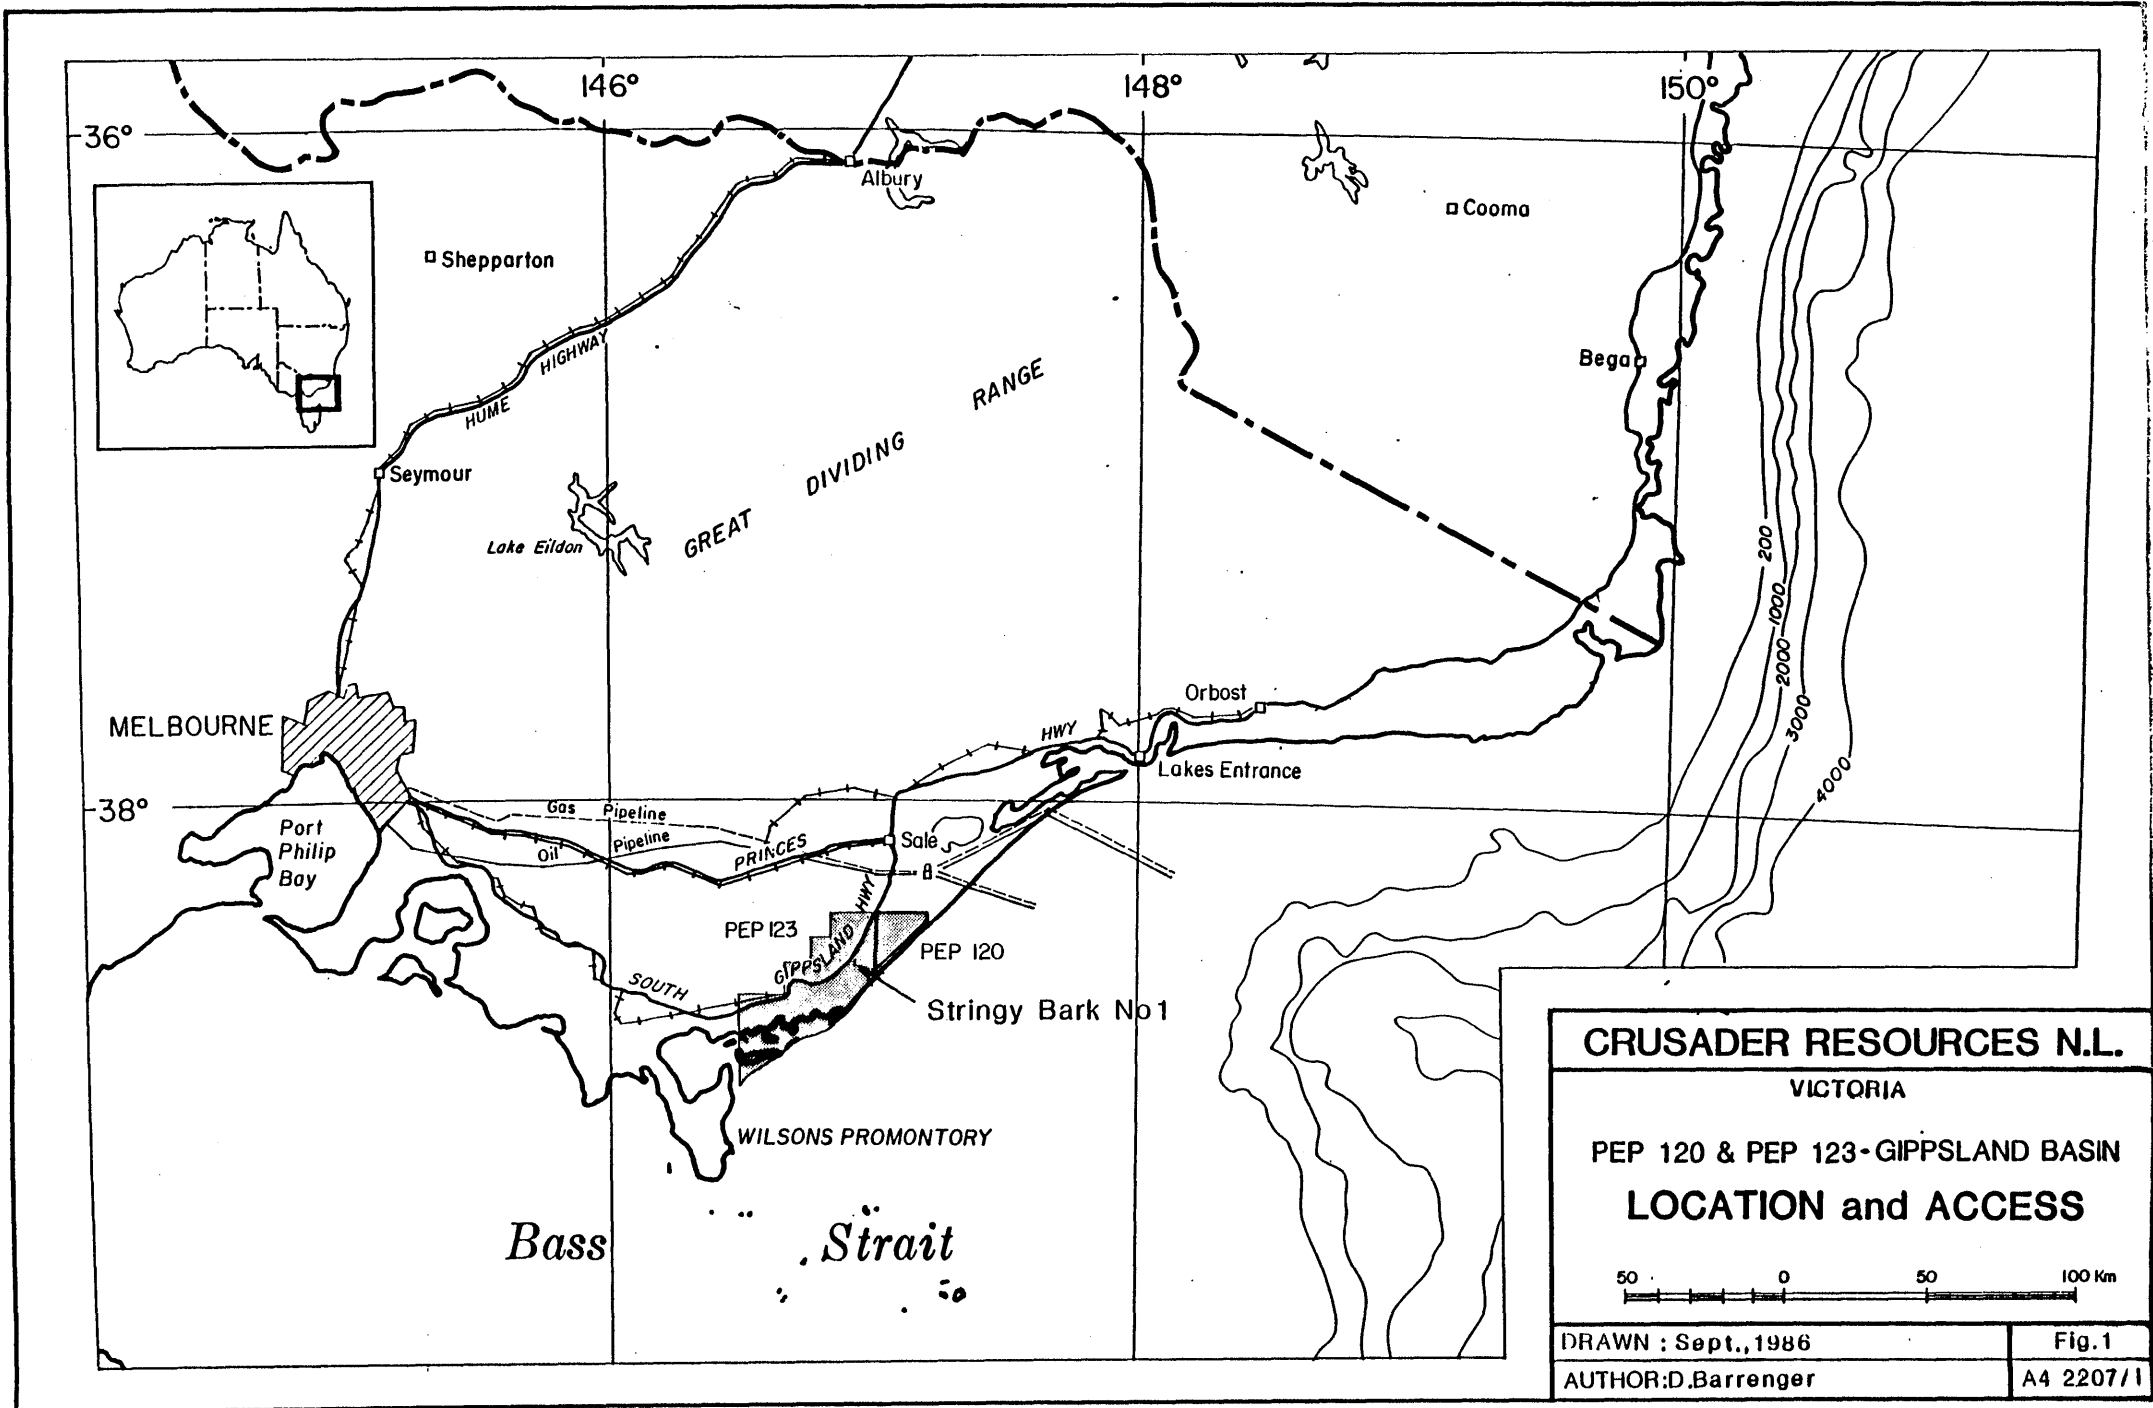 146°
148°
150°
36°
Albury
Cooma
Shepparton
HUME HIGHWAY
Bega
GREAT DIVIDING RANGE
Seymour
Lake Eildon
200
1000
2000
3000
4000
MELBOURNE
Orbost
HWY
Lakes Entrance
38°
Gas Pipeline
Oil Pipeline
PRINCES
Sale
Port
Philip
Bay
HWY
PEP 123
GIPPSLAND
PEP 120
SOUTH
Stringy Bark No 1
WILSONS PROMONTORY
Bass Strait
CRUSADER RESOURCES N.L.
VICTORIA
PEP 120 & PEP 123-GIPPSLAND BASIN
LOCATION and ACCESS
50 0 50 100 Km
DRAWN : Sept., 1986
Fig. 1
AUTHOR: D. Barrenger
A4 2207/1